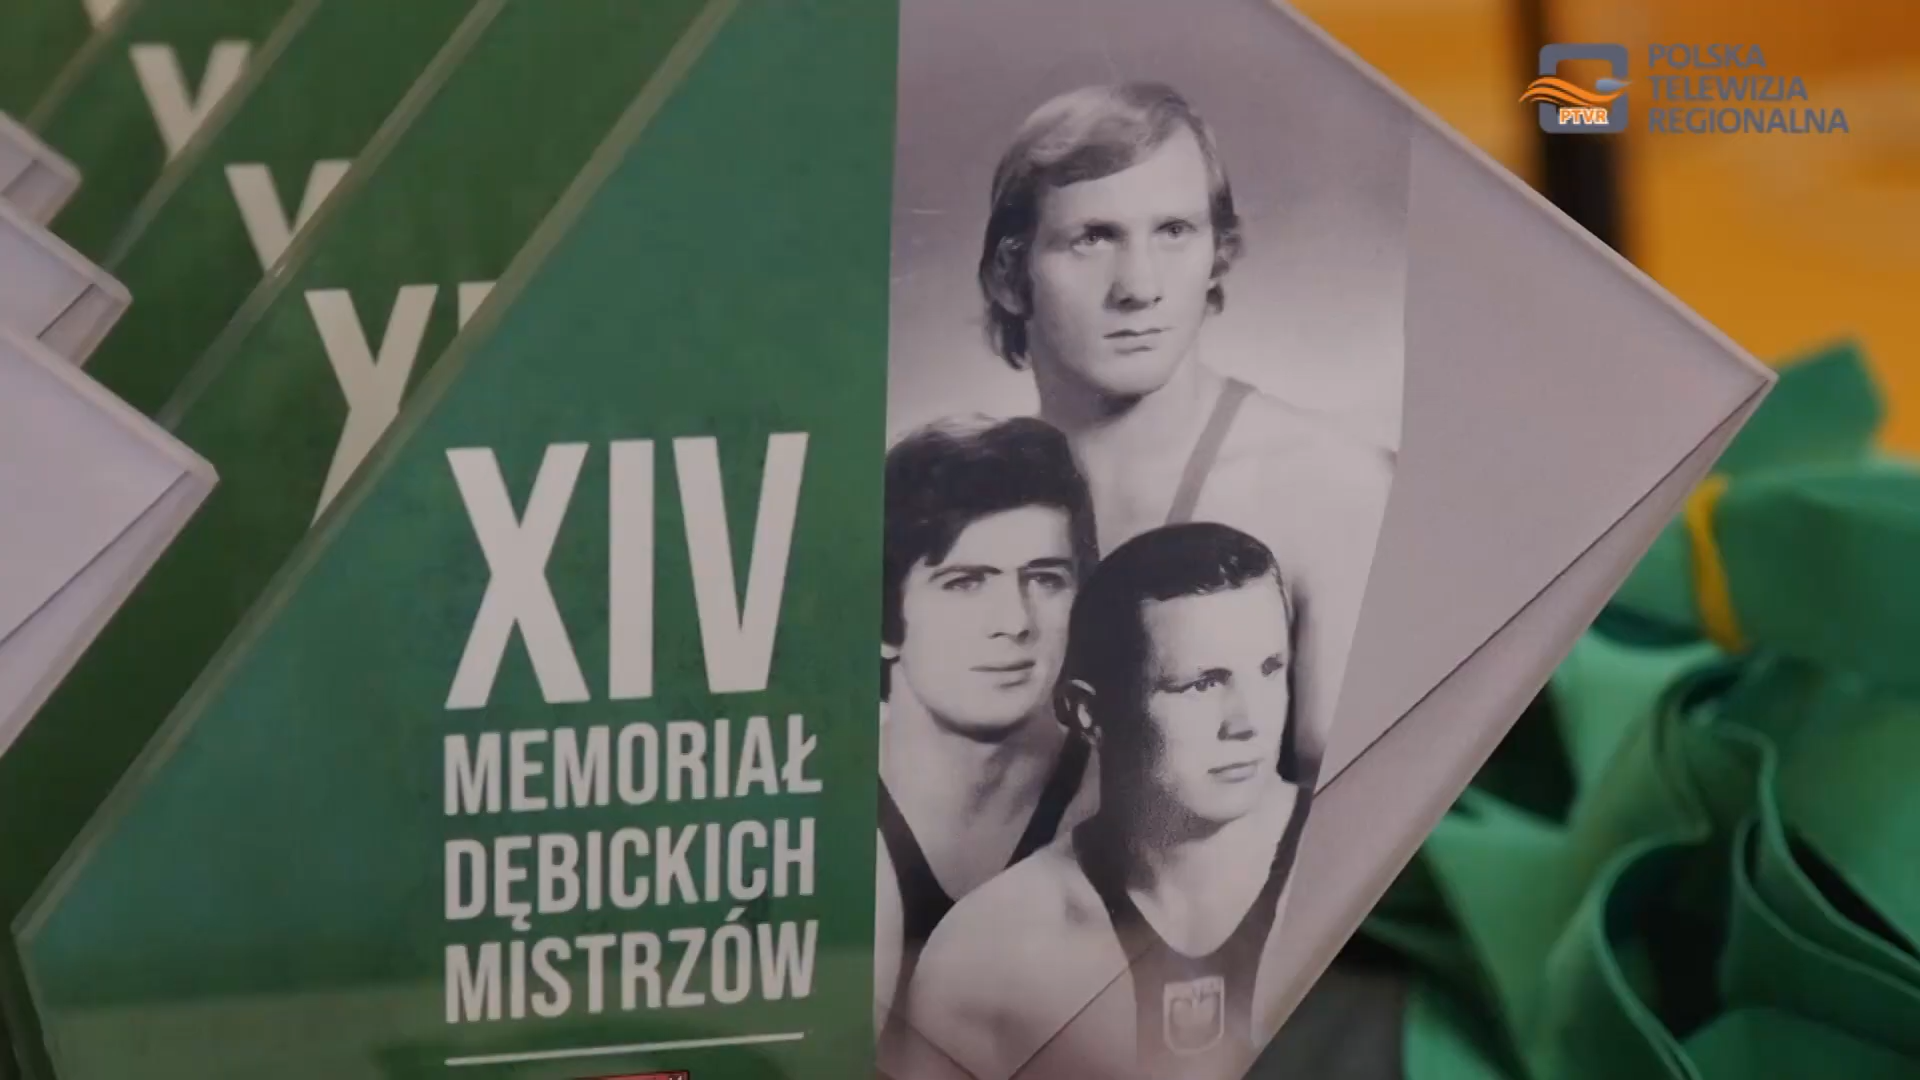 POLSKA
TELEWIZJA
REGIONALNA
PTVR
XIV
MEMORIAŁ
DĘBICKICH
MISTRZÓW